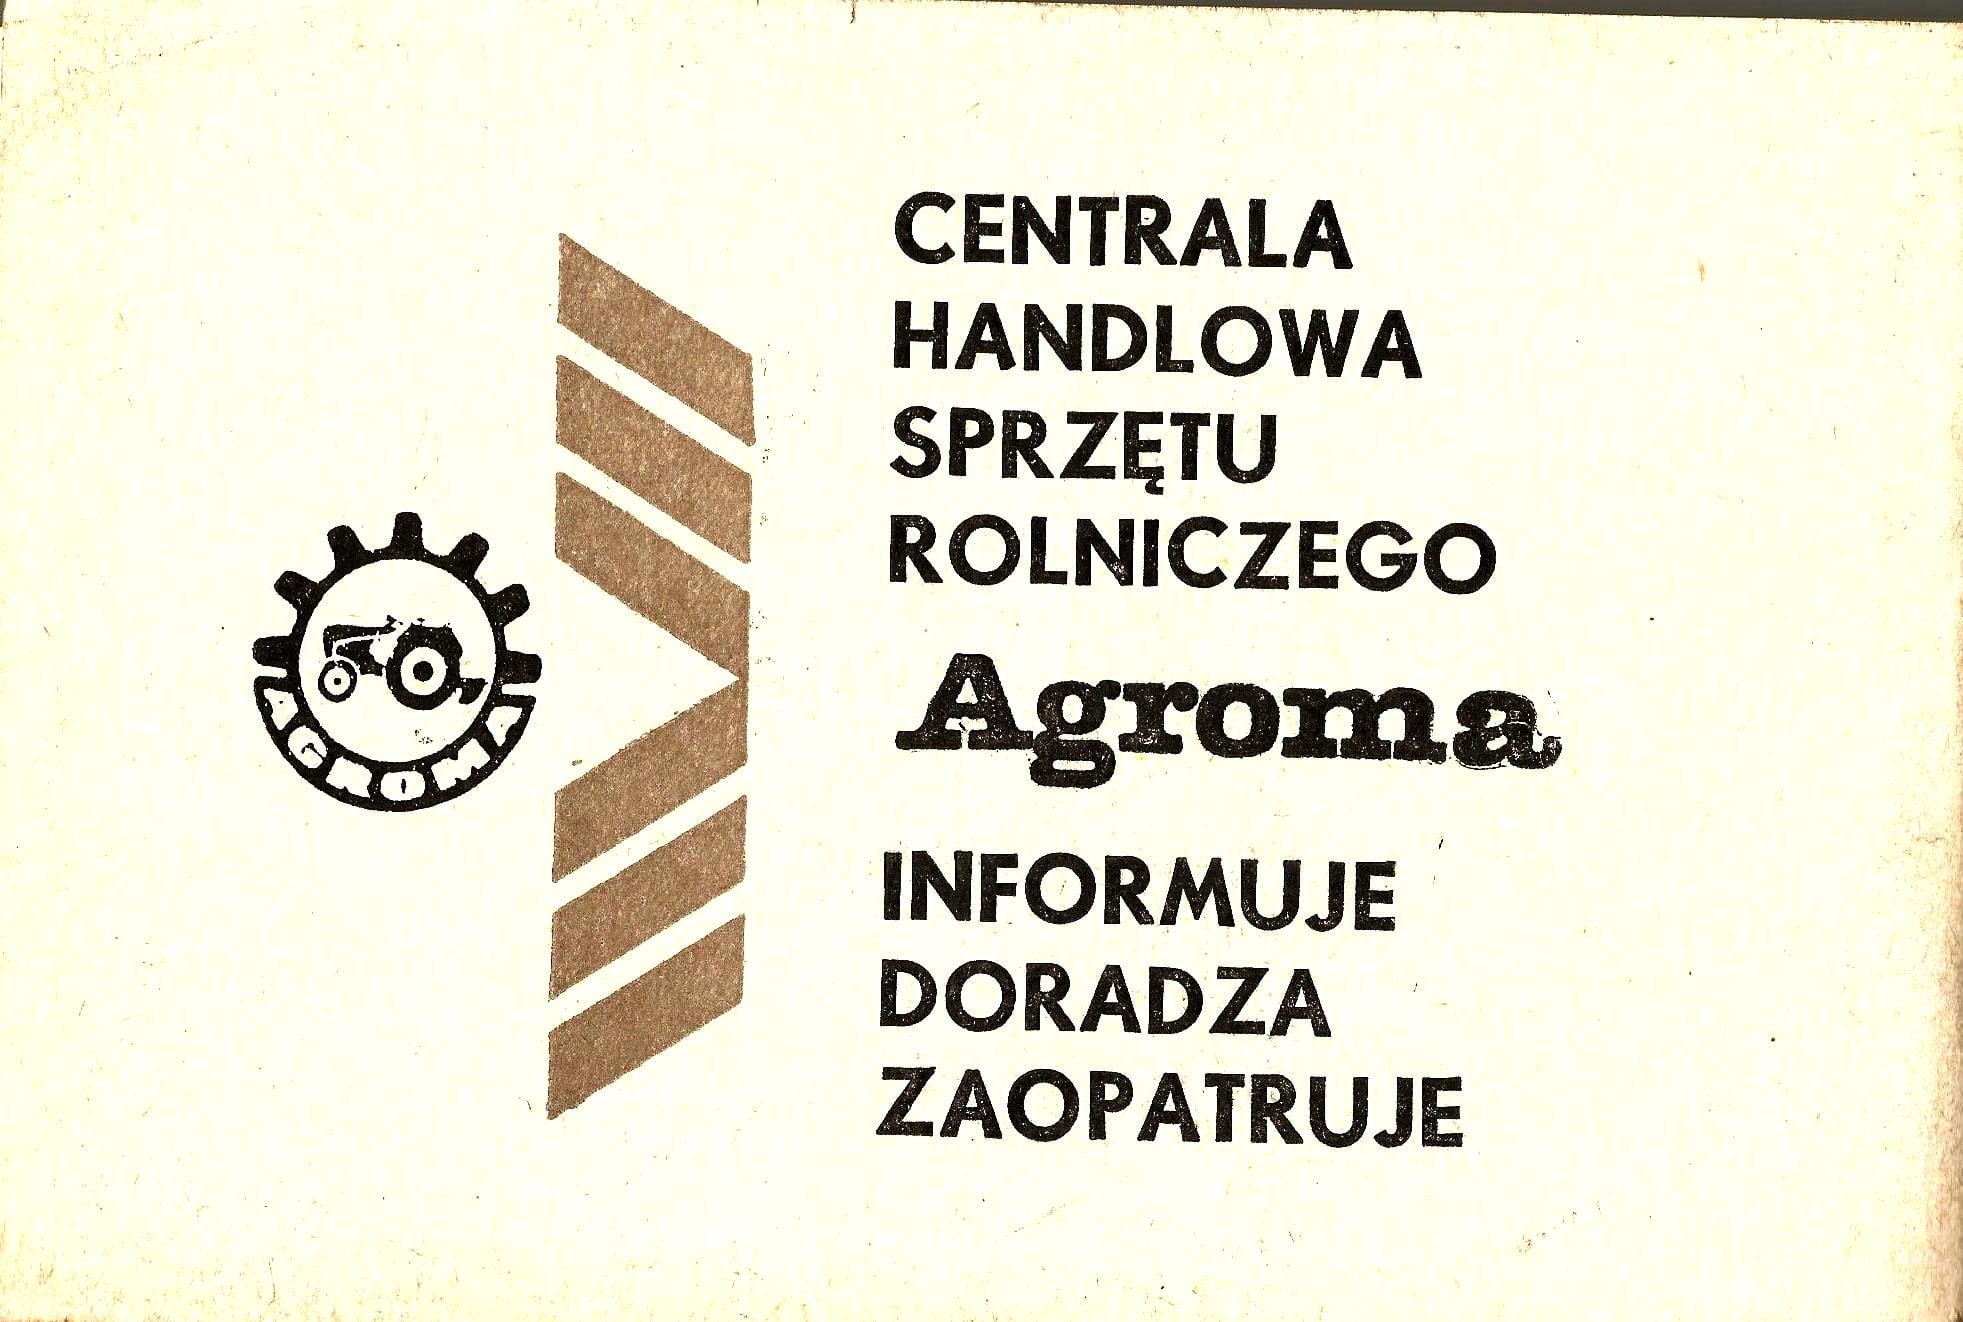 CENTRALA
HANDLOWA
SPRZĘTU
ROLNICZEGO
Agroma
INFORMUJE
DORADZA
ZAOPATRUJE
AGROMA